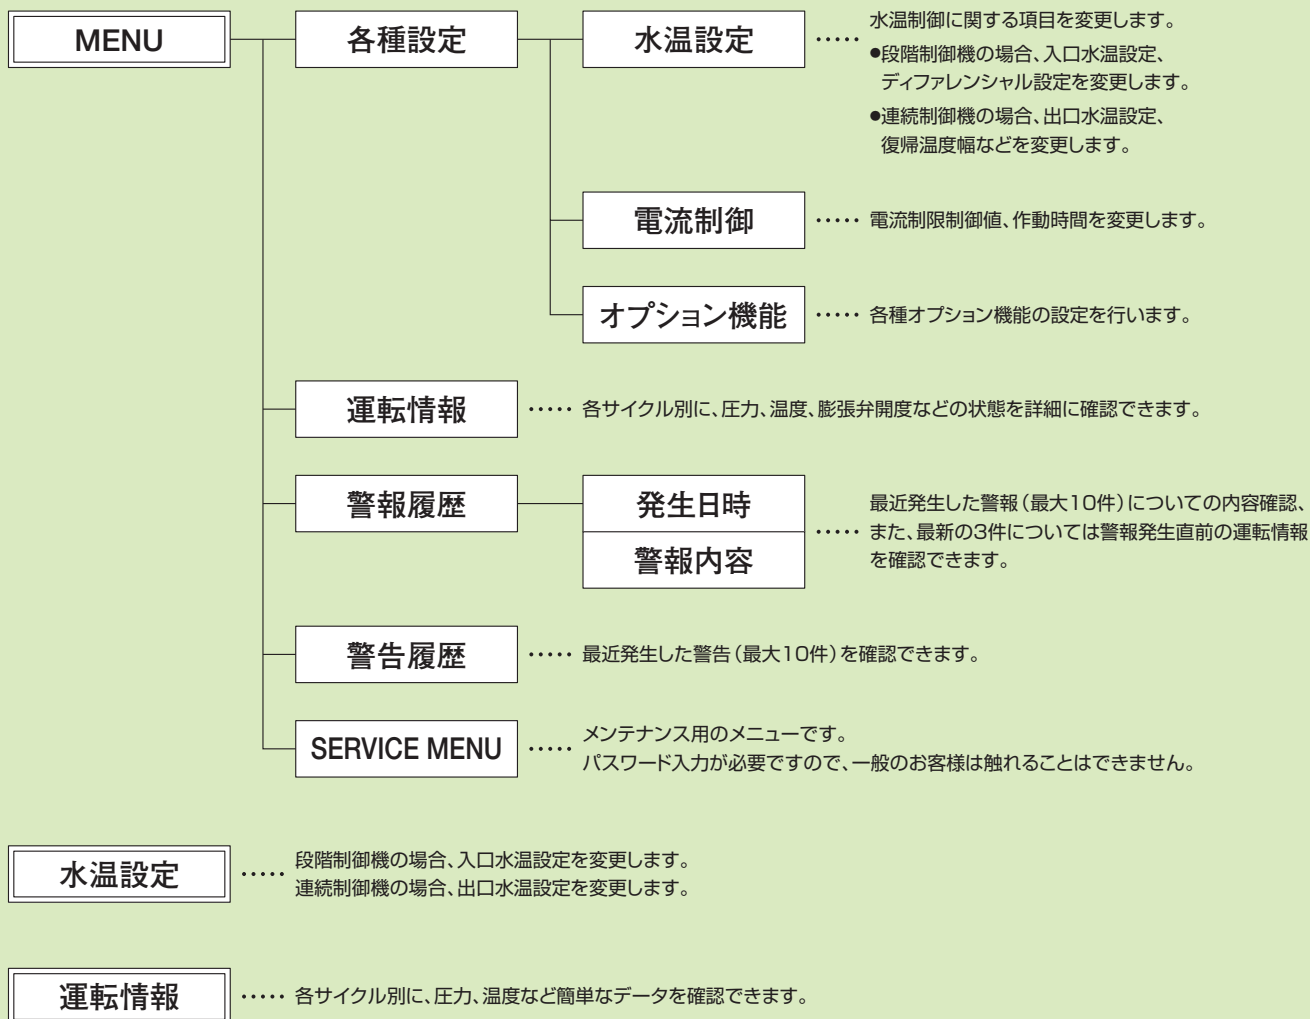 MENU
各種設定
水温設定
‥‥‥ 水温制御に関する項目を変更します。
●段階制御機の場合、入口水温設定、
ディファレンシャル設定を変更します。
●連続制御機の場合、出口水温設定、
復帰温度幅などを変更します。
電流制御
‥‥‥ 電流制限制御値、作動時間を変更します。
オプション機能
‥‥‥ 各種オプション機能の設定を行います。
運転情報
‥‥‥ 各サイクル別に、圧力、温度、膨張弁開度などの状態を詳細に確認できます。
警報履歴
発生日時
警報内容
最近発生した警報（最大10件）についての内容確認、
‥‥‥ また、最新の3件については警報発生直前の運転情報
を確認できます。
警告履歴
‥‥‥ 最近発生した警告（最大10件）を確認できます。
SERVICE MENU
‥‥‥ メンテナンス用のメニューです。
パスワード入力が必要ですので、一般のお客様は触れることはできません。
水温設定
‥‥‥ 段階制御機の場合、入口水温設定を変更します。
連続制御機の場合、出口水温設定を変更します。
運転情報
‥‥‥ 各サイクル別に、圧力、温度など簡単なデータを確認できます。